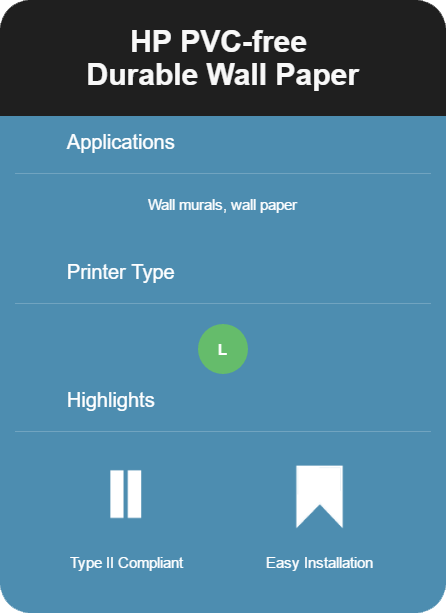 HP PVC-free
Durable Wall Paper
Applications
Wall murals, wall paper
Printer Type
L
Highlights
Type II Compliant
Easy Installation